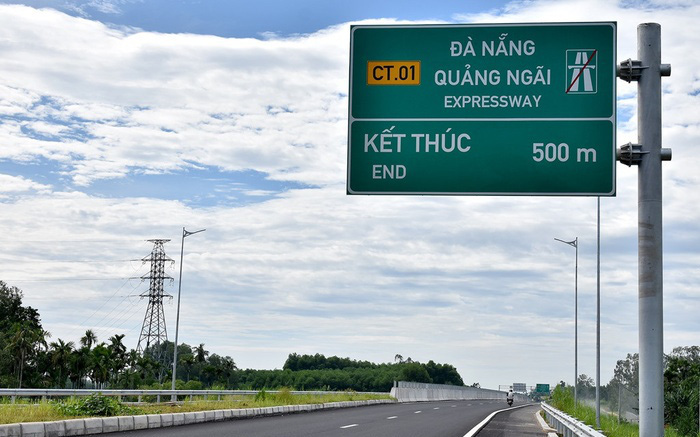 CT.01
ĐÀ NẴNG
QUẢNG NGÃI
EXPRESSWAY
KẾT THÚC 500 m
END